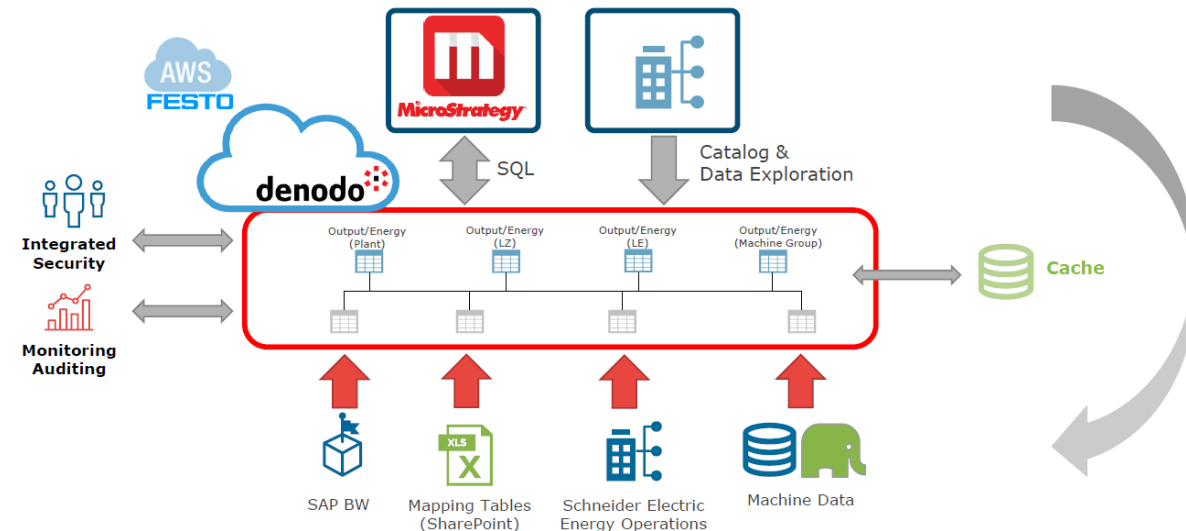 AWS
FESTO
MicroStrategy
denodo
SQL
Catalog &
Data Exploration
Integrated
Security
Monitoring
Auditing
Output/Energy
(Plant)
Output/Energy
(LZ)
Output/Energy
(LE)
Output/Energy
(Machine Group)
Cache
SAP BW
XLS
X
Mapping Tables
(SharePoint)
Schneider Electric
Energy Operations
Machine Data